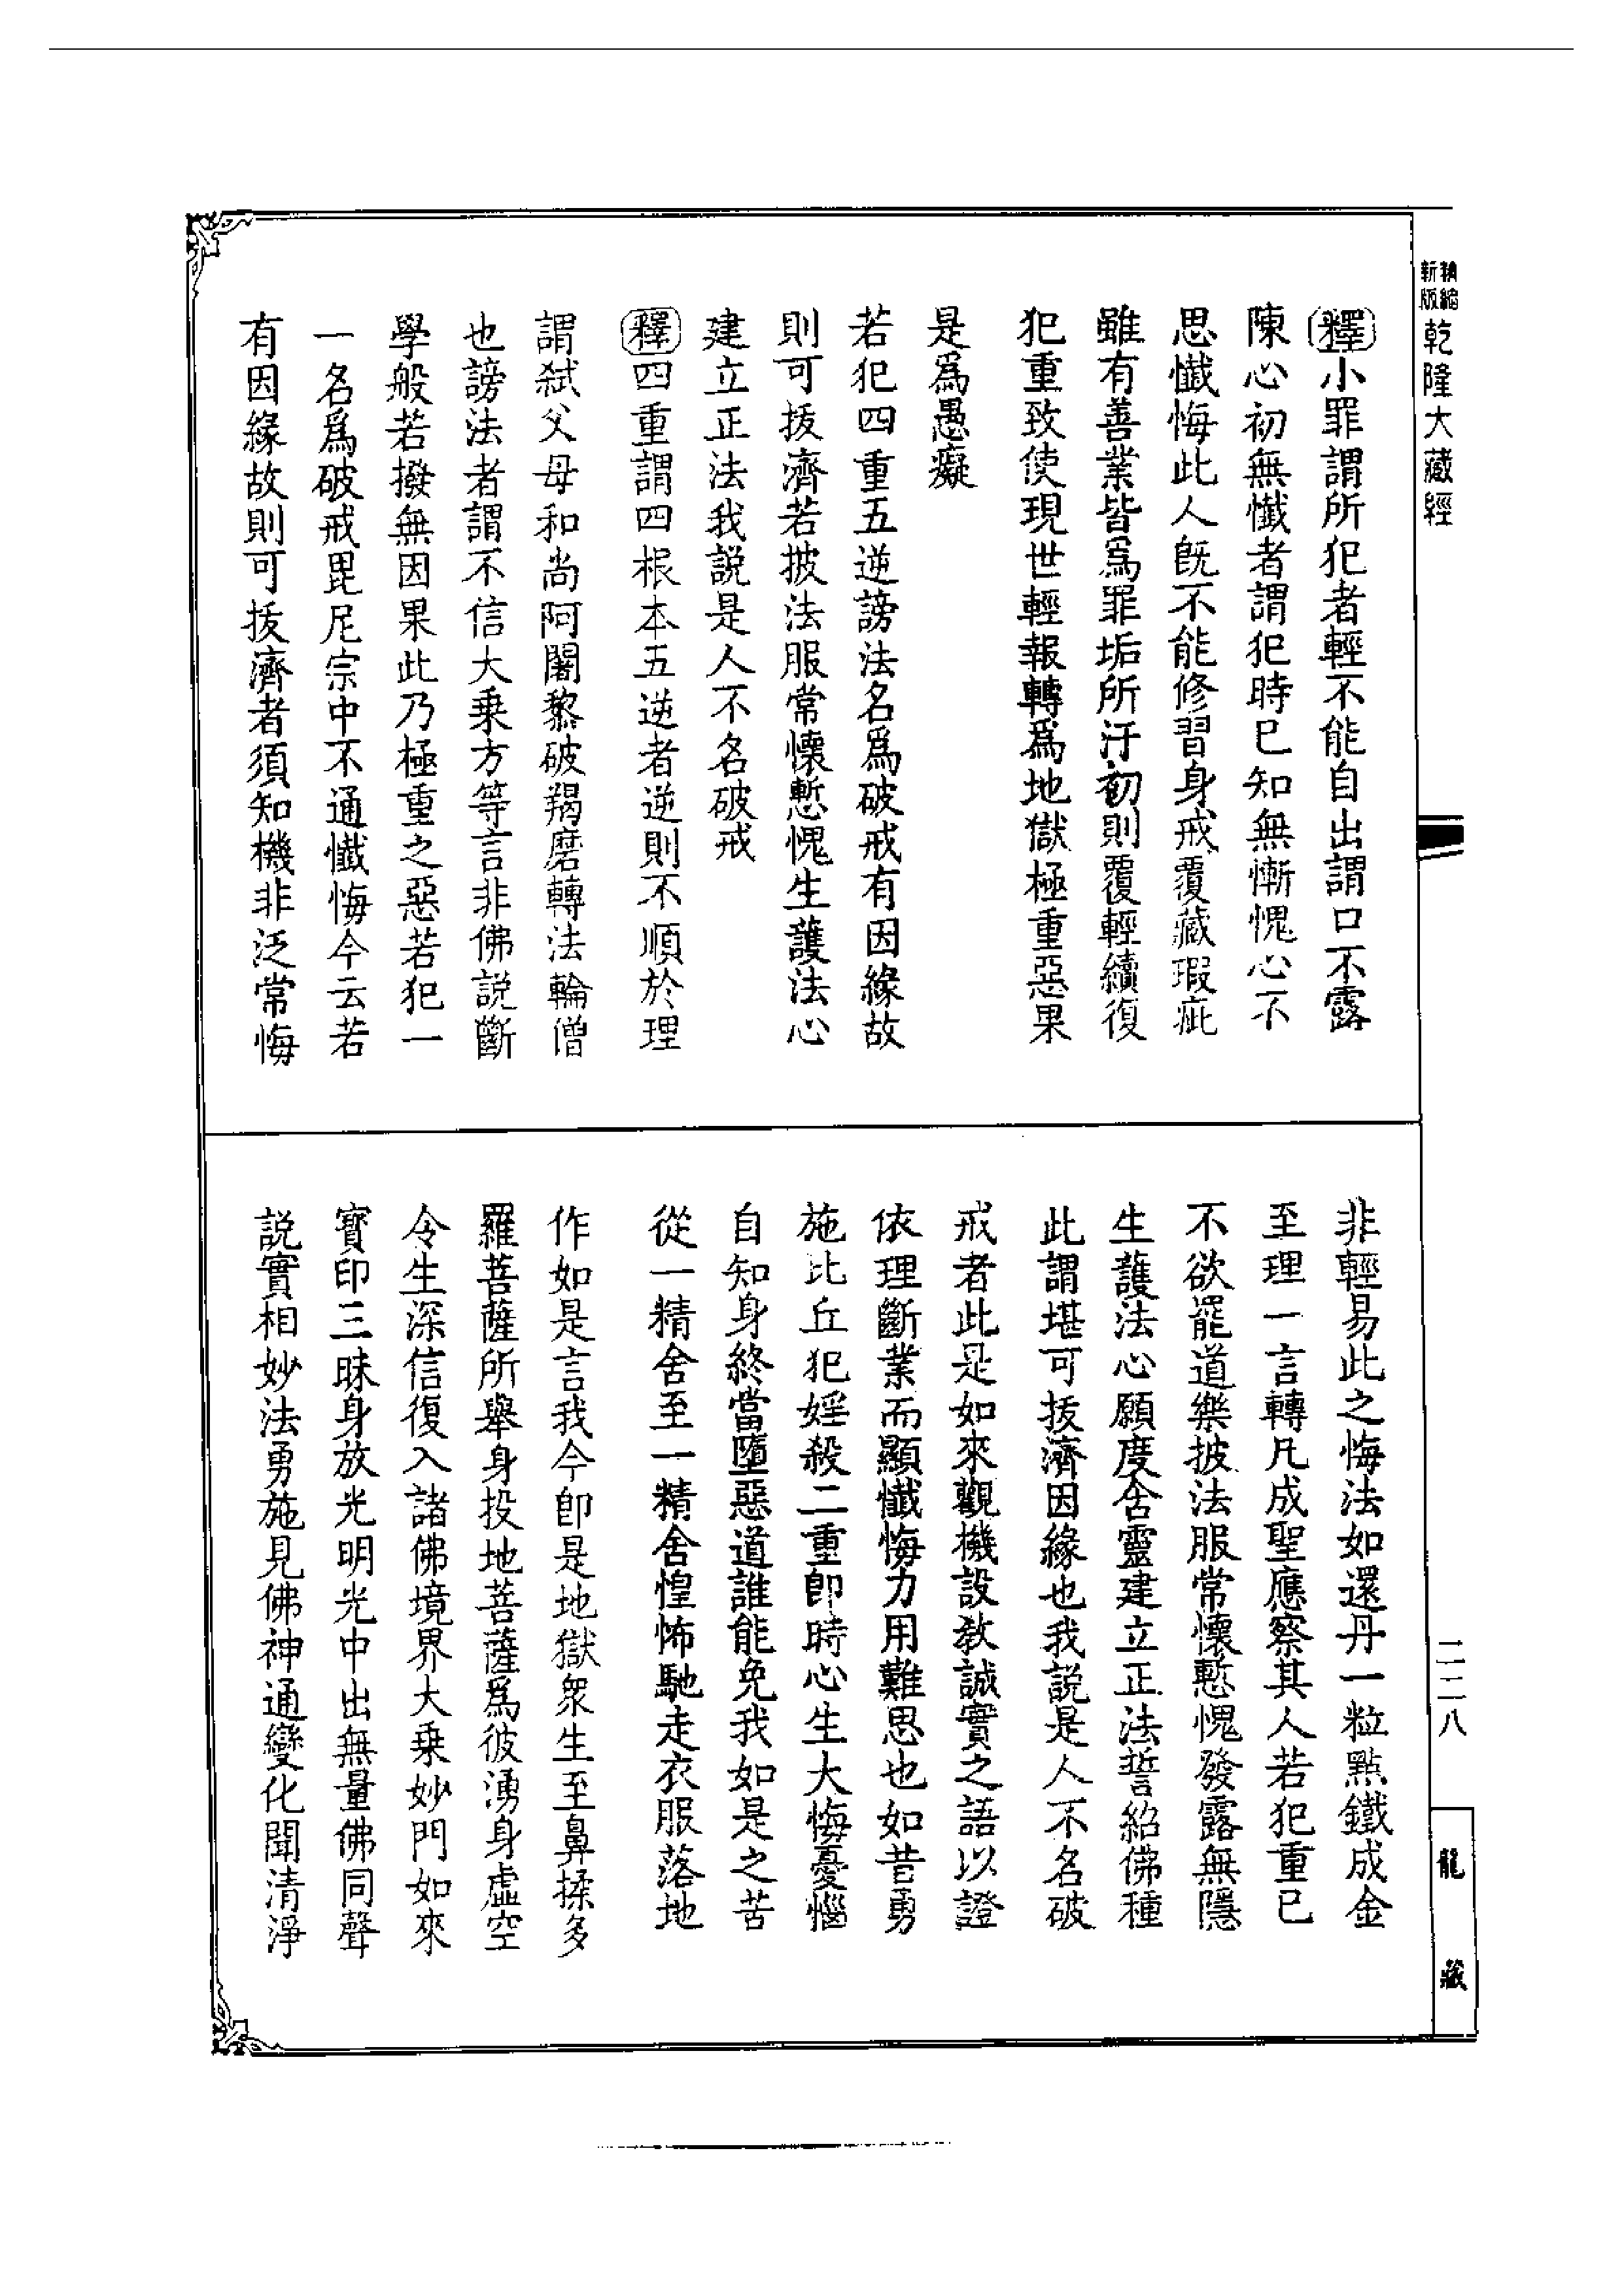 精縮
新版
乾隆大藏經
釋小罪謂所犯者輕不能自出謂口不露
陳心初無懺者謂犯時已知無慚愧心不
思懺悔此人既不能修習身戒覆藏瑕疵
雖有善業皆爲罪垢所汙初則覆輕續復
犯重致使現世輕報轉爲地獄極重惡果
是爲愚癡
若犯四重五逆謗法名爲破戒有因緣故
則可拔濟若披法服常懷慙愧生護法心
建立正法我説是人不名破戒
釋四重謂四根本五逆者逆則不順於理
謂弑父母和尚阿闍黎破羯磨轉法輪僧
也謗法者謂不信大乘方等言非佛説斷
學般若撥無因果此乃極重之惡若犯一
一名爲破戒毘尼宗中不通懺悔今云若
有因緣故則可拔濟者須知機非泛常悔
非輕易此之悔法如還丹一粒點鐵成金
至理一言轉凡成聖應察其人若犯重已
不欲罷道樂披法服常懷慙愧發露無隱
生護法心願度含靈建立正法誓紹佛種
此謂堪可拔濟因緣也我説是人不名破
戒者此是如來觀機設教誠實之語以證
依理斷業而顯懺悔力用難思也如昔勇
施比丘犯婬殺二重卽時心生大悔憂惱
自知身終當墮惡道誰能免我如是之苦
從一精舍至一精舍惶怖馳走衣服落地
作如是言我今卽是地獄衆生至鼻揉多
羅菩薩所舉身投地菩薩爲彼湧身虛空
令生深信復入諸佛境界大乘妙門如來
寶印三昧身放光明光中出無量佛同聲
説實相妙法勇施見佛神通變化聞清淨
二二八
龍藏